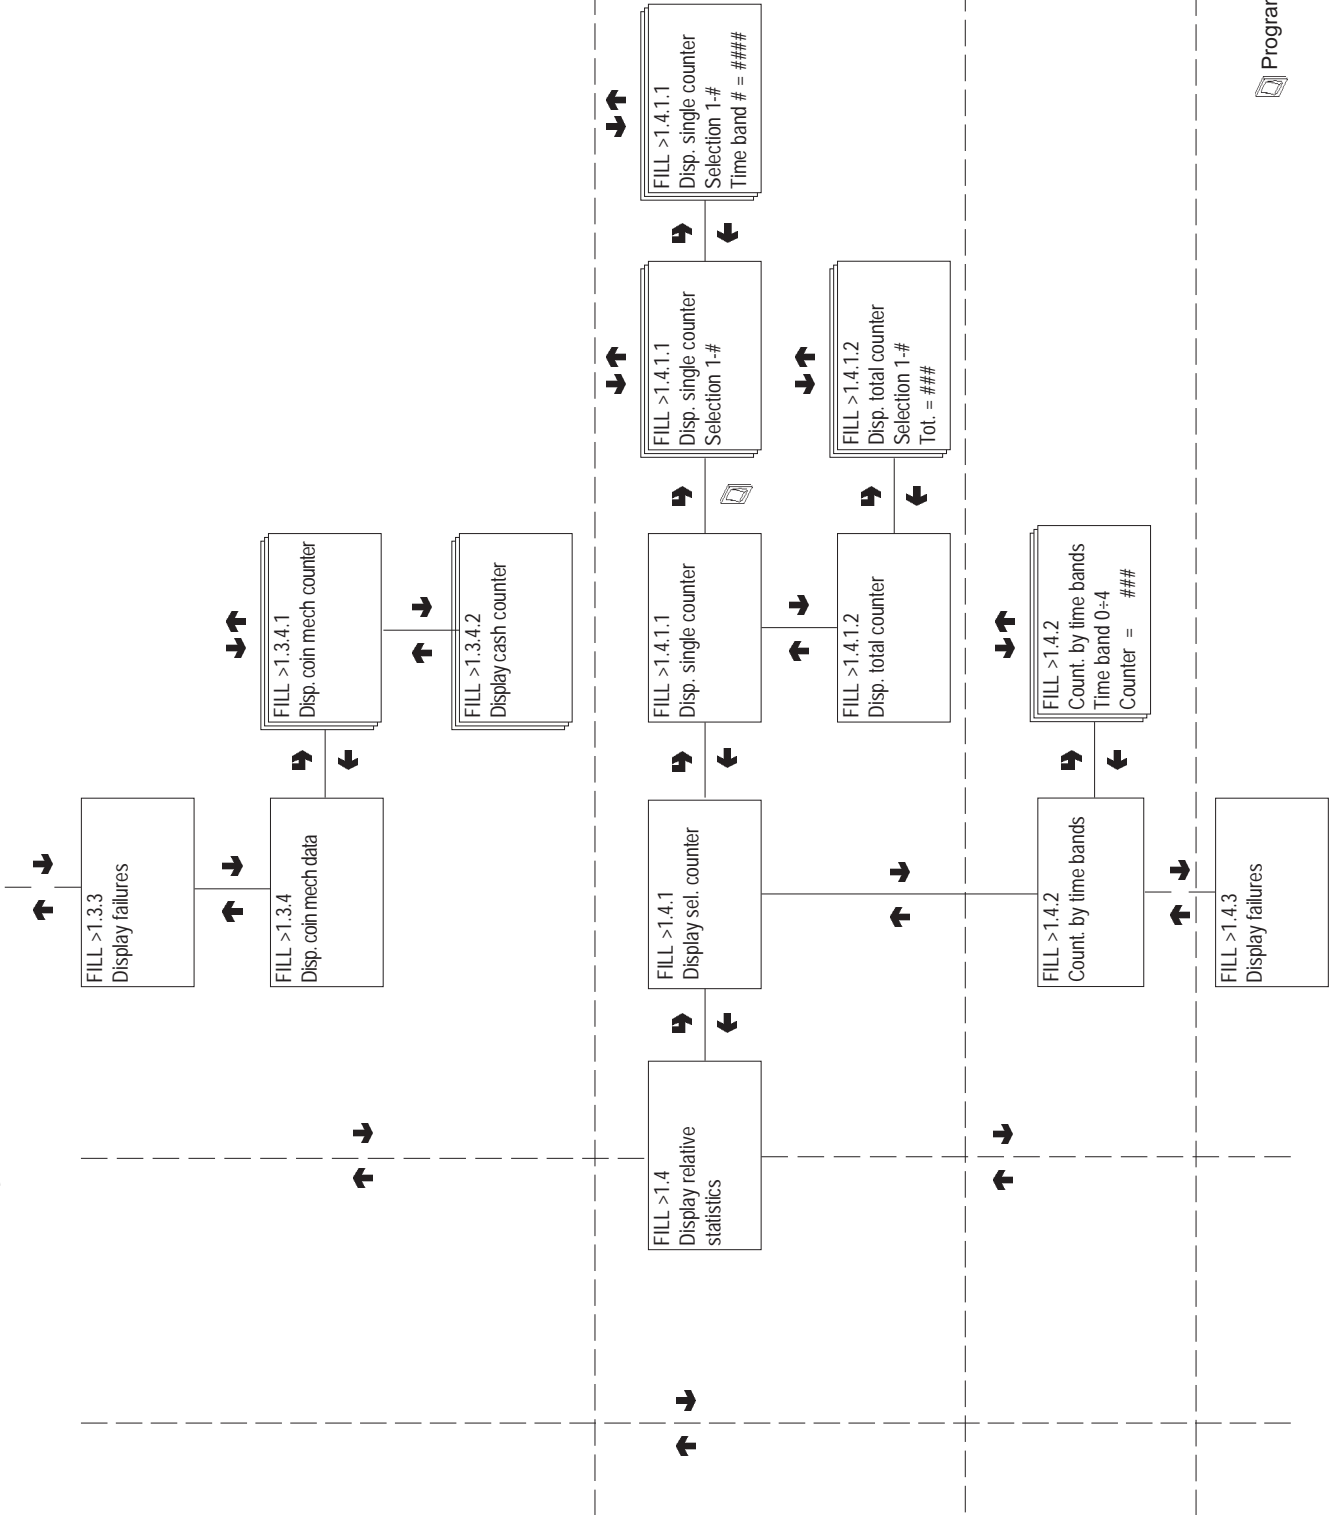 FILL >1.3.3
Display failures
FILL >1.3.4
Disp. coin mech data
FILL >1.3.4.1
Disp. coin mech counter
FILL >1.3.4.2
Display cash counter
FILL >1.4
Display relative
statistics
FILL >1.4.1
Display sel. counter
FILL >1.4.1.1
Disp. single counter
FILL >1.4.1.1
Disp. single counter
Selection 1-#
FILL >1.4.1.1
Disp. single counter
Selection 1-#
Time band # = ####
FILL >1.4.1.2
Disp. total counter
FILL >1.4.1.2
Disp. total counter
Selection 1-#
Tot. = ###
FILL >1.4.2
Count. by time bands
FILL >1.4.2
Count. by time bands
Time band 0÷4
Counter = ###
FILL >1.4.3
Display failures